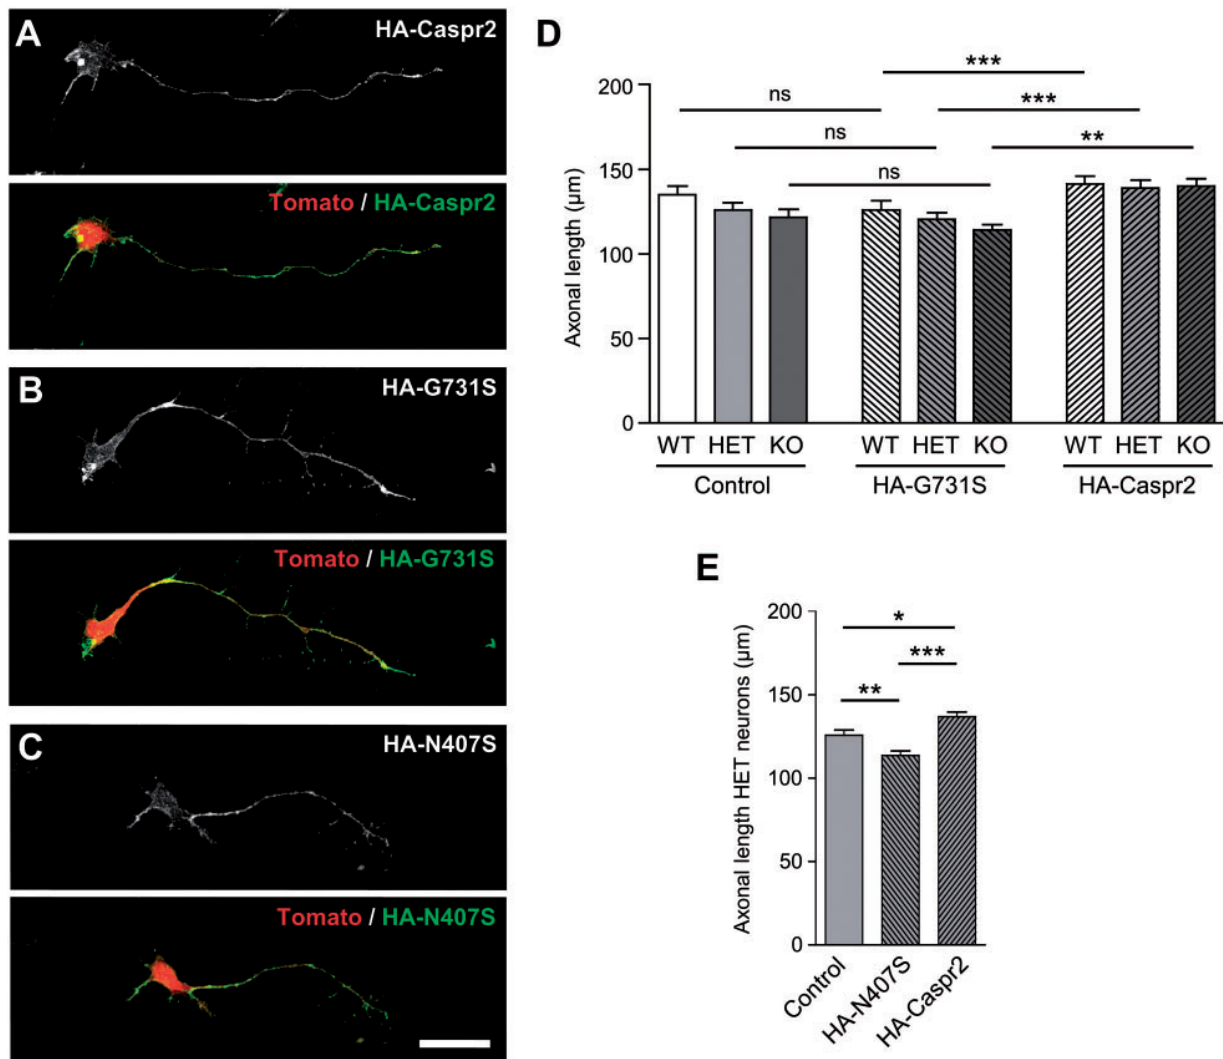 A
HA-Caspr2
Tomato / HA-Caspr2
B
HA-G731S
Tomato / HA-G731S
C
HA-N407S
Tomato / HA-N407S
D
***
ns
***
ns
**
ns
Axonal length (µm)
200
150
100
50
0
WT HET KO WT HET KO WT HET KO
Control HA-G731S HA-Caspr2
E
*
***
**
Axonal length HET neurons (µm)
200
150
100
50
0
Control
HA-N407S
HA-Caspr2